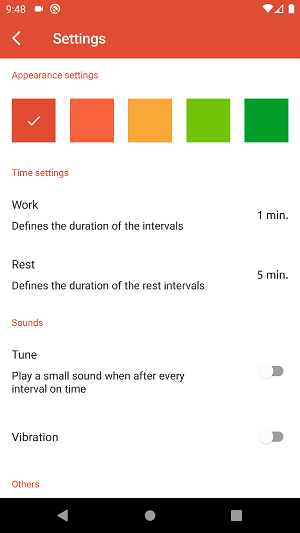 9:48
Settings
Appearance settings
Time settings
Work
Defines the duration of the intervals
1 min.
Rest
Defines the duration of the rest intervals
5 min.
Sounds
Tune
Play a small sound when after every
interval on time
Vibration
Others